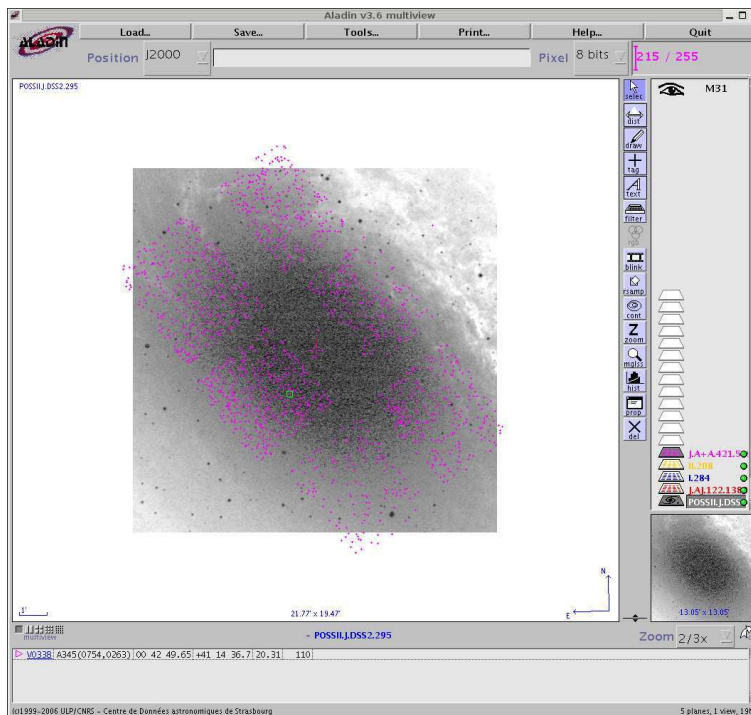 Aladin v3.6 multiview
Aladin
Load... Save... Tools... Print... Help... Quit
Position J2000 Pixel 8 bits 215 / 255
POSSII.J.DSS2.295
M31
selec
dist
draw
tag
text
filter
rgb
blink
rsamp
cont
zoom
mglss
hist
prop
del
J.A+A.421.5
II.208
I.284
J.AJ.122.138
POSSII.J.DSS
N
E
1'
21.77' x 19.47'
13.05' x 13.05'
multiview
- POSSII.J.DSS2.295
Zoom 2/3x
V0338 A345(0754,0263) 00 42 49.65 +41 14 36.7 20.31 110
(c)1999-2006 ULP/CNRS - Centre de Données astronomiques de Strasbourg
5 planes, 1 view,